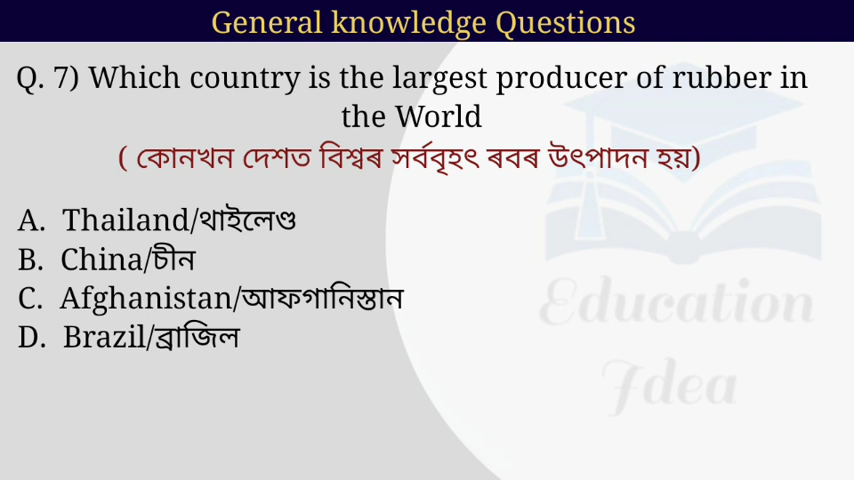 General knowledge Questions
Q. 7) Which country is the largest producer of rubber in
the World
( কোনখন দেশত বিশ্বৰ সৰ্ববৃহৎ ৰবৰ উৎপাদন হয়)
A. Thailand/থাইলেণ্ড
B. China/চীন
C. Afghanistan/আফগানিস্তান
D. Brazil/ব্ৰাজিল
Education
Idea